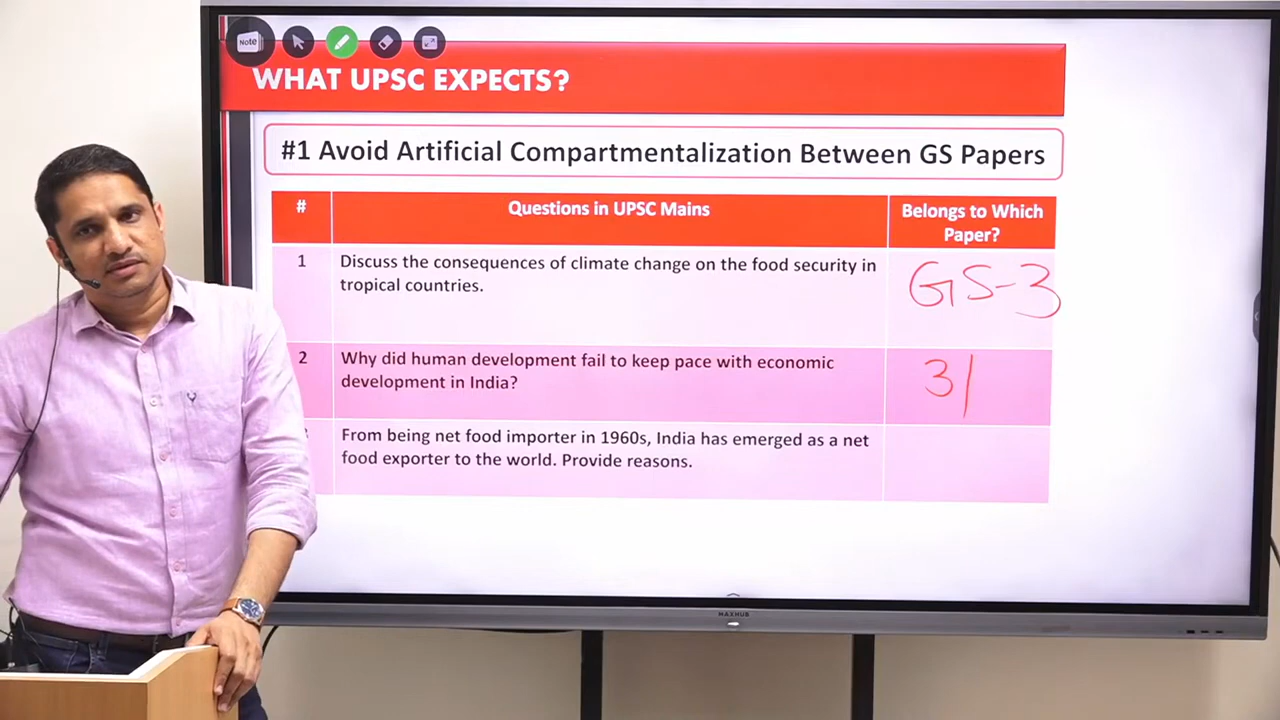 Note
WHAT UPSC EXPECTS?
#1 Avoid Artificial Compartmentalization Between GS Papers
# Questions in UPSC Mains Belongs to Which
Paper?
1 Discuss the consequences of climate change on the food security in
tropical countries.
GS-3
2 Why did human development fail to keep pace with economic
development in India?
3/
From being net food importer in 1960s, India has emerged as a net
food exporter to the world. Provide reasons.
MAXHUB